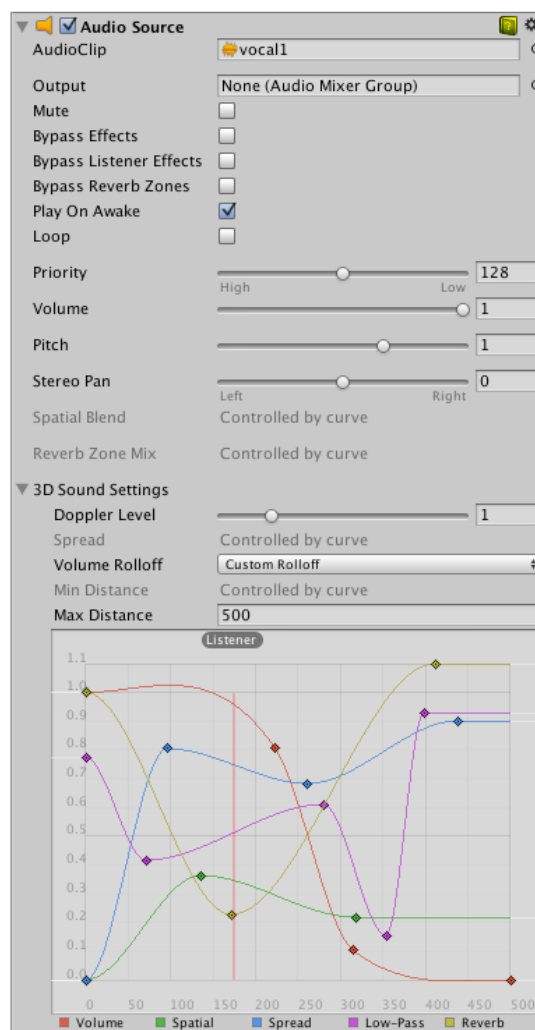 Audio Source
AudioClip vocal1
Output None (Audio Mixer Group)
Mute
Bypass Effects
Bypass Listener Effects
Bypass Reverb Zones
Play On Awake
Loop
Priority 128
High Low
Volume 1
Pitch 1
Stereo Pan 0
Left Right
Spatial Blend Controlled by curve
Reverb Zone Mix Controlled by curve
3D Sound Settings
Doppler Level 1
Spread Controlled by curve
Volume Rolloff Custom Rolloff
Min Distance Controlled by curve
Max Distance 500
Listener
1.1
1.0
0.9
0.8
0.7
0.6
0.5
0.4
0.3
0.2
0.1
0.0
0 50 100 150 200 250 300 350 400 450 500
Volume Spatial Spread Low-Pass Reverb